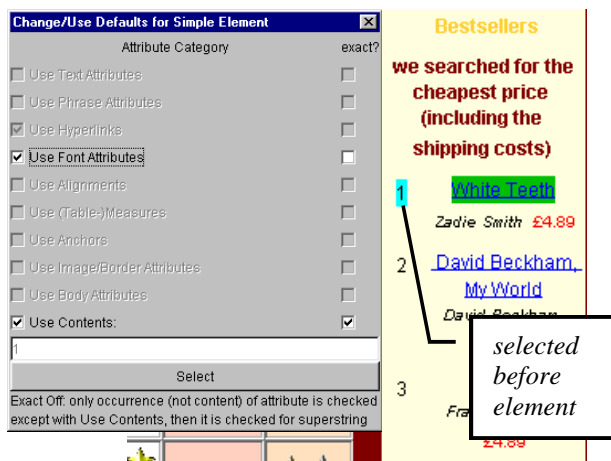 Change/Use Defaults for Simple Element
Attribute Category exact?
Use Text Attributes
Use Phrase Attributes
Use Hyperlinks
Use Font Attributes
Use Alignments
Use (Table-)Measures
Use Anchors
Use Image/Border Attributes
Use Body Attributes
Use Contents:
1
Select
Exact Off: only occurrence (not content) of attribute is checked
except with Use Contents, then it is checked for superstring
Bestsellers
we searched for the
cheapest price
(including the
shipping costs)
1 White Teeth
Zadie Smith £4.89
2 David Beckham,
My World
David Beckham
3
Fra
£4.89
selected
before
element